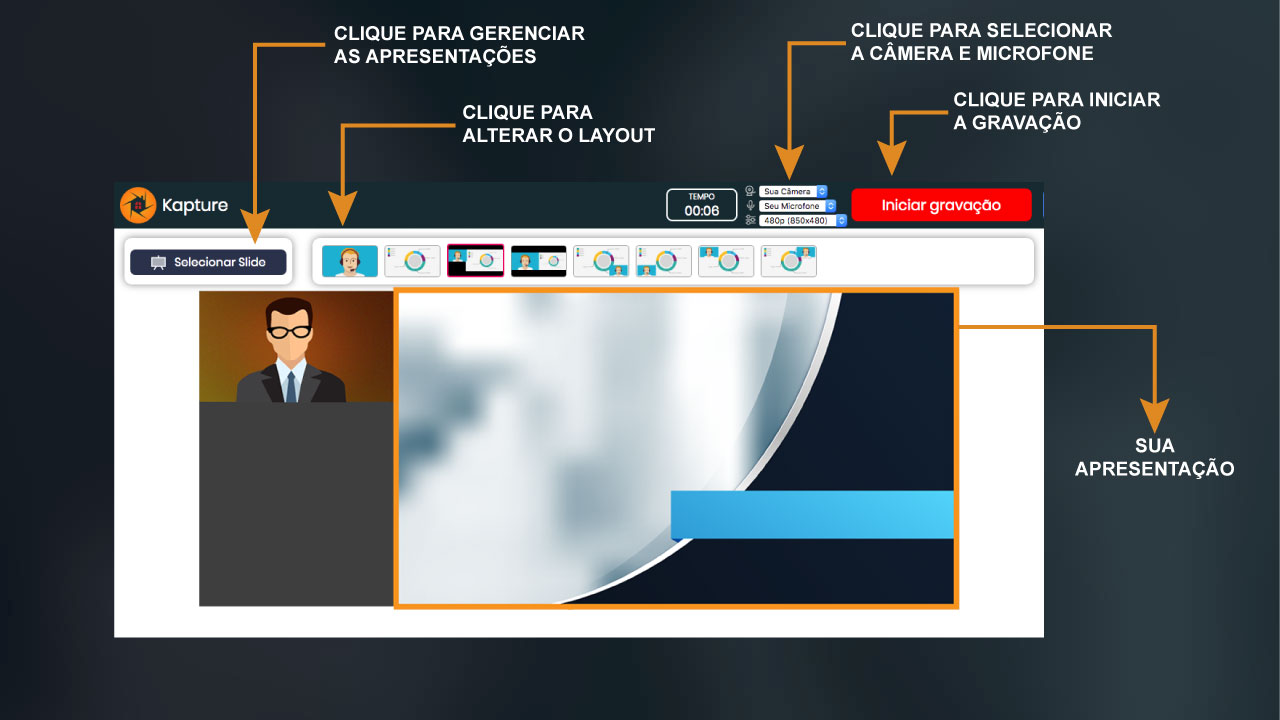 CLIQUE PARA GERENCIAR
AS APRESENTAÇÕES
CLIQUE PARA SELECIONAR
A CÂMERA E MICROFONE
CLIQUE PARA
ALTERAR O LAYOUT
CLIQUE PARA INICIAR
A GRAVAÇÃO
Kapture
TEMPO
00:06
Sua Câmera
Seu Microfone
480p (850x480)
Iniciar gravação
Selecionar Slide
SUA
APRESENTAÇÃO